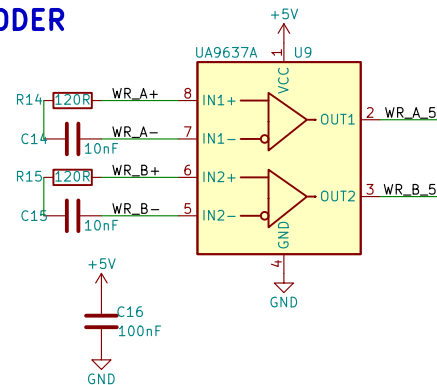 ODER
+5V
UA9637A
U9
1
VCC
R14
120R
WR_A+
8
IN1+
OUT1
2
WR_A_5
C14
10nF
WR_A-
7
IN1-
R15
120R
WR_B+
6
IN2+
OUT2
3
WR_B_5
C15
10nF
WR_B-
5
IN2-
GND
4
GND
+5V
C16
100nF
GND